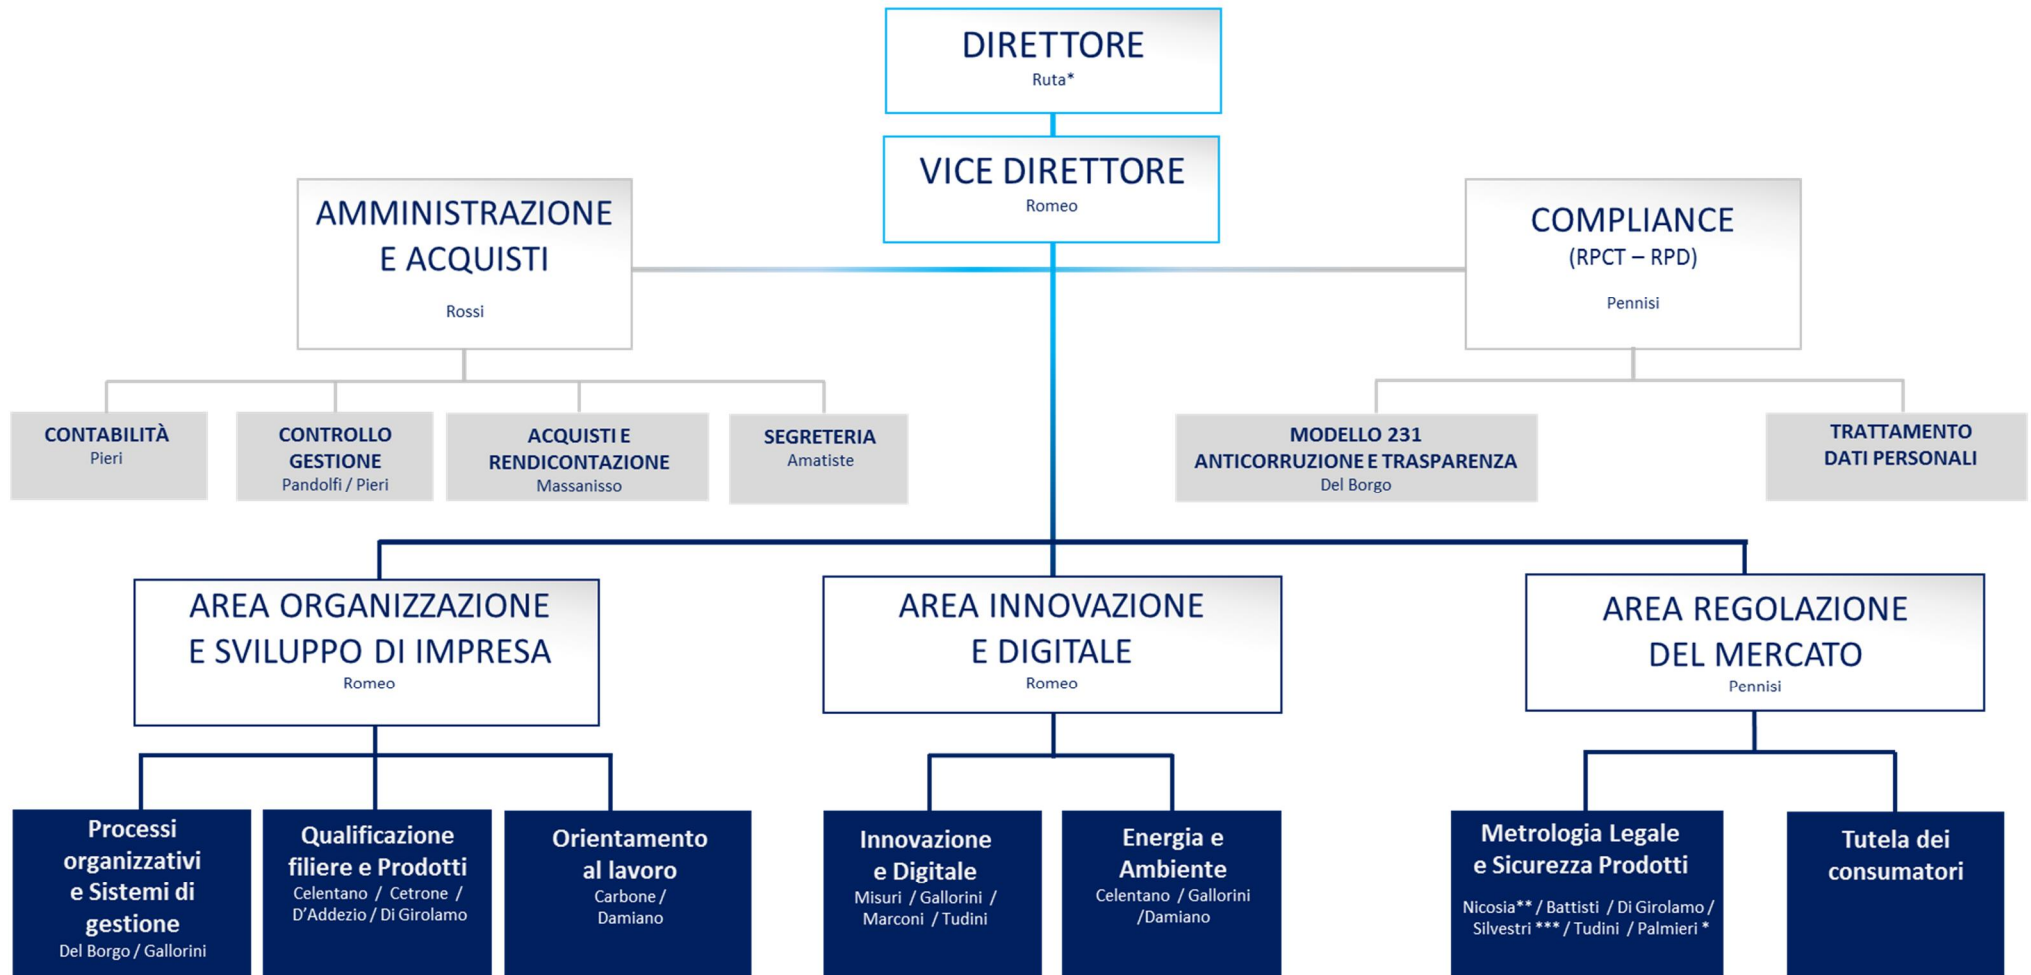 DIRETTORE
Ruta*
VICE DIRETTORE
Romeo
AMMINISTRAZIONE
E ACQUISTI
Rossi
COMPLIANCE
(RPCT – RPD)
Pennisi
CONTABILITÀ
Pieri
CONTROLLO
GESTIONE
Pandolfi / Pieri
ACQUISTI E
RENDICONTAZIONE
Massanisso
SEGRETERIA
Amatiste
MODELLO 231
ANTICORRUZIONE E TRASPARENZA
Del Borgo
TRATTAMENTO
DATI PERSONALI
AREA ORGANIZZAZIONE
E SVILUPPO DI IMPRESA
Romeo
AREA INNOVAZIONE
E DIGITALE
Romeo
AREA REGOLAZIONE
DEL MERCATO
Pennisi
Processi
organizzativi
e Sistemi di
gestione
Del Borgo / Gallorini
Qualificazione
filiere e Prodotti
Celentano / Cetrone /
D'Addezio / Di Girolamo
Orientamento
al lavoro
Carbone /
Damiano
Innovazione
e Digitale
Misuri / Gallorini /
Marconi / Tudini
Energia e
Ambiente
Celentano / Gallorini
/Damiano
Metrologia Legale
e Sicurezza Prodotti
Nicosia** / Battisti / Di Girolamo /
Silvestri *** / Tudini / Palmieri *
Tutela dei
consumatori